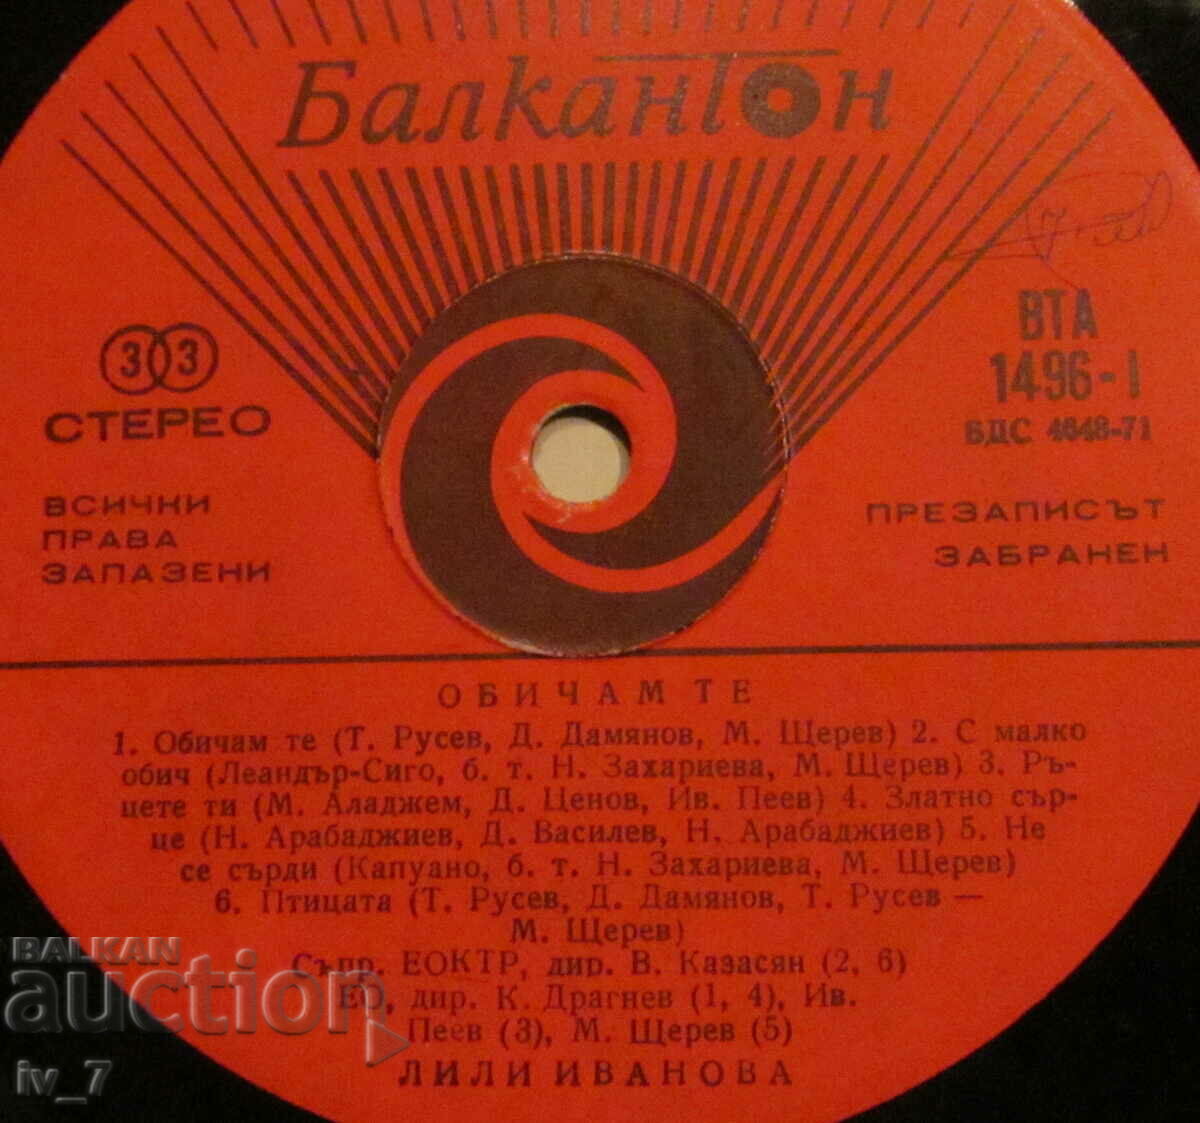 Балкантон
33
СТЕРЕО
ВТА
1496-I
БДС 4648-71
ВСИЧКИ
ПРАВА
ЗАПАЗЕНИ
ПРЕЗАПИСЪТ
ЗАБРАНЕН
ОБИЧАМ ТЕ
1. Обичам те (Т. Русев, Д. Дамянов, М. Щерев) 2. С малко
обич (Леандър-Сиго, б. т. Н. Захариева, М. Щерев) 3. Ръ-
цете ти (М. Аладжем, Д. Ценов, Ив. Пеев) 4. Златно сър-
це (Н. Арабаджиев, Д. Василев, Н. Арабаджиев) 5. Не
се сърди (Капуано, б. т. Н. Захариева, М. Щерев)
6. Птицата (Т. Русев, Д. Дамянов, Т. Русев —
М. Щерев)
Съпр. ЕОКТР, дир. В. Казасян (2, 6)
ЕО, дир. К. Драгнев (1, 4), Ив.
Пеев (3), М. Щерев (5)
ЛИЛИ ИВАНОВА
BALKAN
auction
iv_7